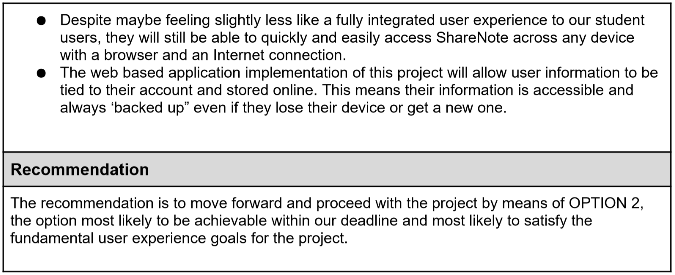 ● Despite maybe feeling slightly less like a fully integrated user experience to our student
users, they will still be able to quickly and easily access ShareNote across any device
with a browser and an Internet connection.
● The web based application implementation of this project will allow user information to be
tied to their account and stored online. This means their information is accessible and
always ‘backed up” even if they lose their device or get a new one.
Recommendation
The recommendation is to move forward and proceed with the project by means of OPTION 2,
the option most likely to be achievable within our deadline and most likely to satisfy the
fundamental user experience goals for the project.